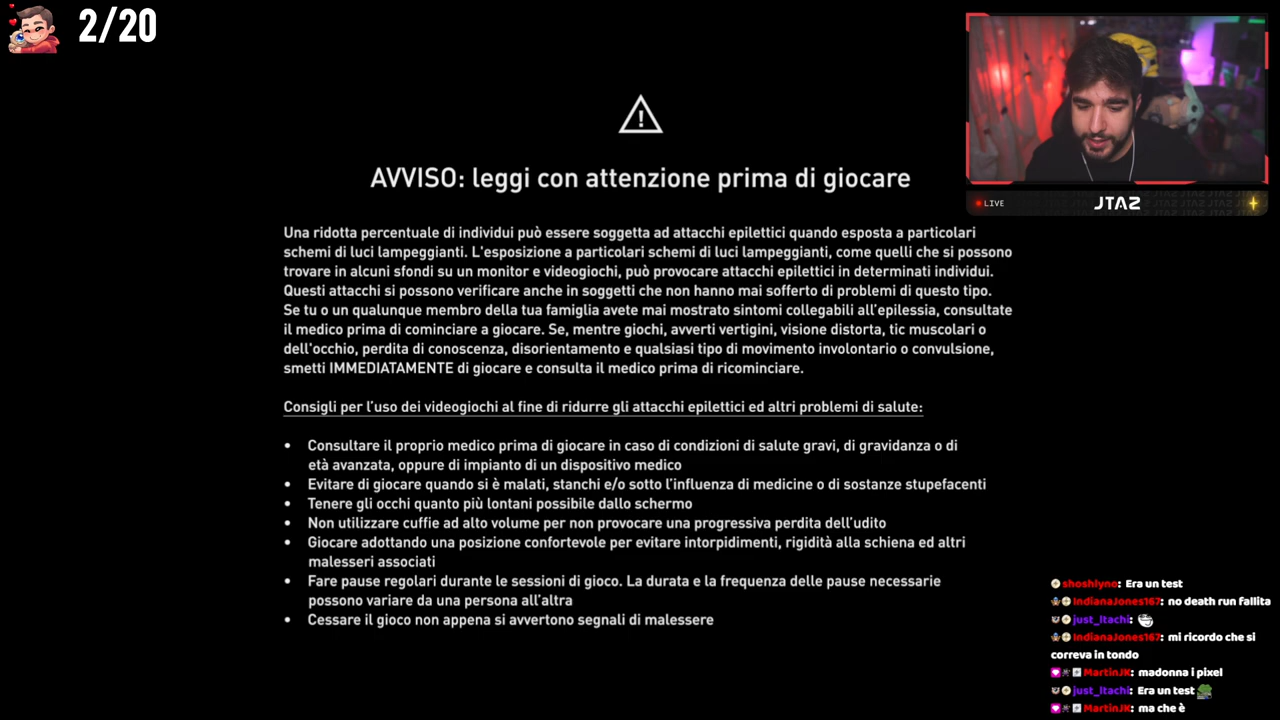 2/20
AVVISO: leggi con attenzione prima di giocare
Una ridotta percentuale di individui può essere soggetta ad attacchi epilettici quando esposta a particolari
schemi di luci lampeggianti. L'esposizione a particolari schemi di luci lampeggianti, come quelli che si possono
trovare in alcuni sfondi su un monitor e videogiochi, può provocare attacchi epilettici in determinati individui.
Questi attacchi si possono verificare anche in soggetti che non hanno mai sofferto di problemi di questo tipo.
Se tu o un qualunque membro della tua famiglia avete mai mostrato sintomi collegabili all'epilessia, consultate
il medico prima di cominciare a giocare. Se, mentre giochi, avverti vertigini, visione distorta, tic muscolari o
dell'occhio, perdita di conoscenza, disorientamento e qualsiasi tipo di movimento involontario o convulsione,
smetti IMMEDIATAMENTE di giocare e consulta il medico prima di ricominciare.
Consigli per l'uso dei videogiochi al fine di ridurre gli attacchi epilettici ed altri problemi di salute:
• Consultare il proprio medico prima di giocare in caso di condizioni di salute gravi, di gravidanza o di
età avanzata, oppure di impianto di un dispositivo medico
• Evitare di giocare quando si è malati, stanchi e/o sotto l'influenza di medicine o di sostanze stupefacenti
• Tenere gli occhi quanto più lontani possibile dallo schermo
• Non utilizzare cuffie ad alto volume per non provocare una progressiva perdita dell'udito
• Giocare adottando una posizione confortevole per evitare intorpidimenti, rigidità alla schiena ed altri
malesseri associati
• Fare pause regolari durante le sessioni di gioco. La durata e la frequenza delle pause necessarie
possono variare da una persona all'altra
• Cessare il gioco non appena si avvertono segnali di malessere
LIVE
JTAZ
shoshlyno: Era un test
IndianaJones167: no death run fallita
just_Itachi:
IndianaJones167: mi ricordo che si
correva in tondo
MartinJK: madonna i pixel
just_Itachi: Era un test
MartinJK: ma che è